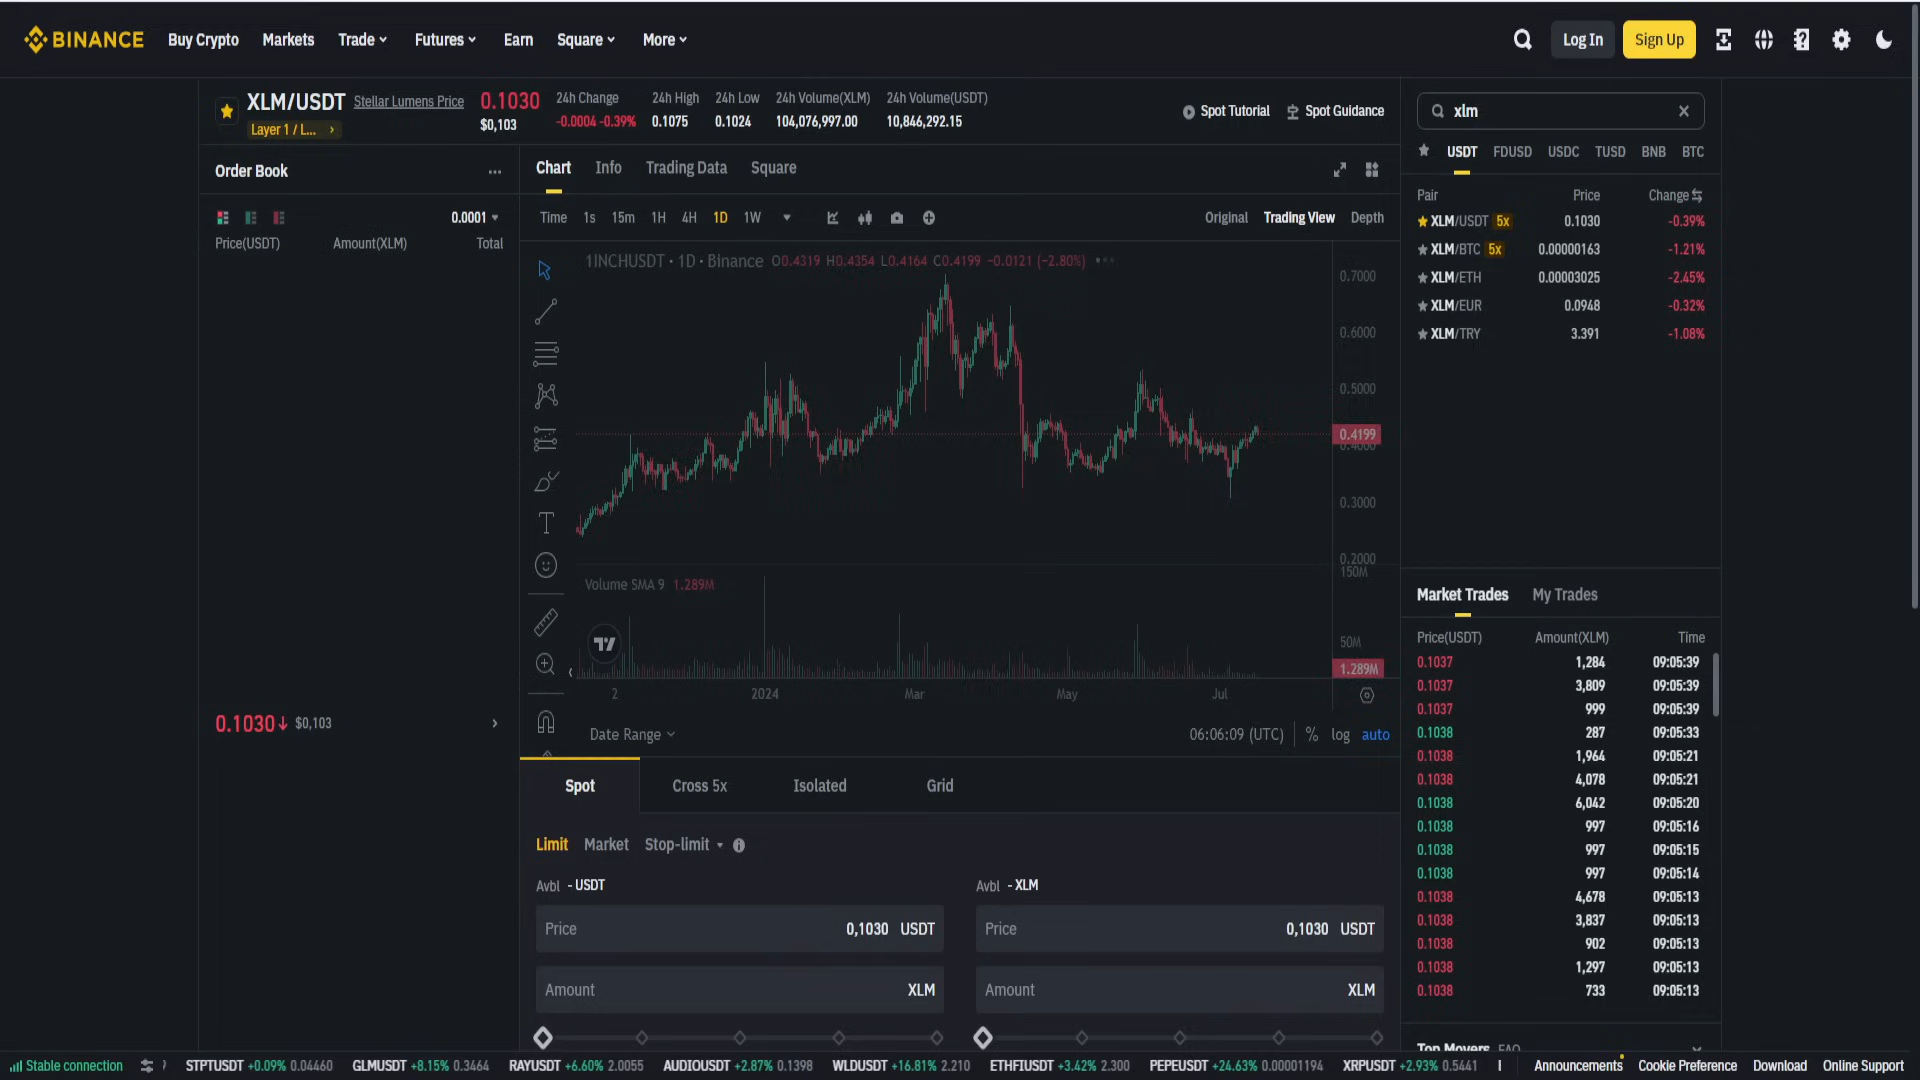 BINANCE Buy Crypto Markets Trade Futures Earn Square More Log In Sign Up
XLM/USDT Stellar Lumens Price
Layer 1 / L...
0.1030
$0,103
24h Change 24h High 24h Low 24h Volume(XLM) 24h Volume(USDT)
-0.0004 -0.39% 0.1075 0.1024 104,076,997.00 10,846,292.15
Spot Tutorial Spot Guidance
Order Book
0.0001
Price(USDT) Amount(XLM) Total
0.1030 $0,103
Chart Info Trading Data Square
Time 1s 15m 1H 4H 1D 1W Original Trading View Depth
1INCHUSDT · 1D · Binance O0.4319 H0.4354 L0.4164 C0.4199 −0.0121 (−2.80%)
0.7000
0.6000
0.5000
0.4199
0.4000
0.3000
0.2000
150M
Volume SMA 9 1.289M
50M
1.289M
2 2024 Mar May Jul
Date Range 06:06:09 (UTC) % log auto
Spot Cross 5x Isolated Grid
Limit Market Stop-limit
Avbl - USDT
Price 0,1030 USDT
Amount XLM
Avbl - XLM
Price 0,1030 USDT
Amount XLM
xlm
USDT FDUSD USDC TUSD BNB BTC
Pair Price Change
XLM/USDT 5x 0.1030 -0.39%
XLM/BTC 5x 0.00000163 -1.21%
XLM/ETH 0.00003025 -2.45%
XLM/EUR 0.0948 -0.32%
XLM/TRY 3.391 -1.08%
Market Trades My Trades
Price(USDT) Amount(XLM) Time
0.1037 1,284 09:05:39
0.1037 3,809 09:05:39
0.1037 999 09:05:39
0.1038 287 09:05:33
0.1038 1,964 09:05:21
0.1038 4,078 09:05:21
0.1038 6,042 09:05:20
0.1038 997 09:05:16
0.1038 997 09:05:15
0.1038 997 09:05:14
0.1038 4,678 09:05:13
0.1038 3,837 09:05:13
0.1038 902 09:05:13
0.1038 1,297 09:05:13
0.1038 733 09:05:13
Top Movers FAQ
Stable connection STPTUSDT +0.09% 0.04460 GLMUSDT +8.15% 0.3464 RAYUSDT +6.60% 2.0055 AUDIOUSDT +2.87% 0.1398 WLDUSDT +16.81% 2.210 ETHFIUSDT +3.42% 2.300 PEPEUSDT +24.63% 0.00001194 XRPUSDT +2.93% 0.5441 Announcements Cookie Preference Download Online Support